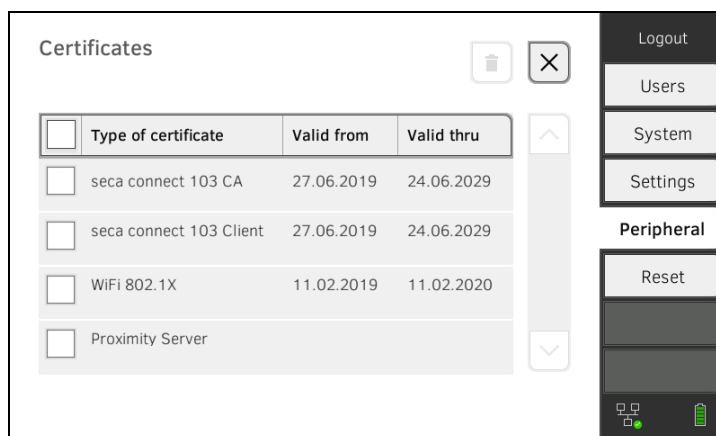 Certificates
Type of certificate Valid from Valid thru
seca connect 103 CA 27.06.2019 24.06.2029
seca connect 103 Client 27.06.2019 24.06.2029
WiFi 802.1X 11.02.2019 11.02.2020
Proximity Server
Logout
Users
System
Settings
Peripheral
Reset